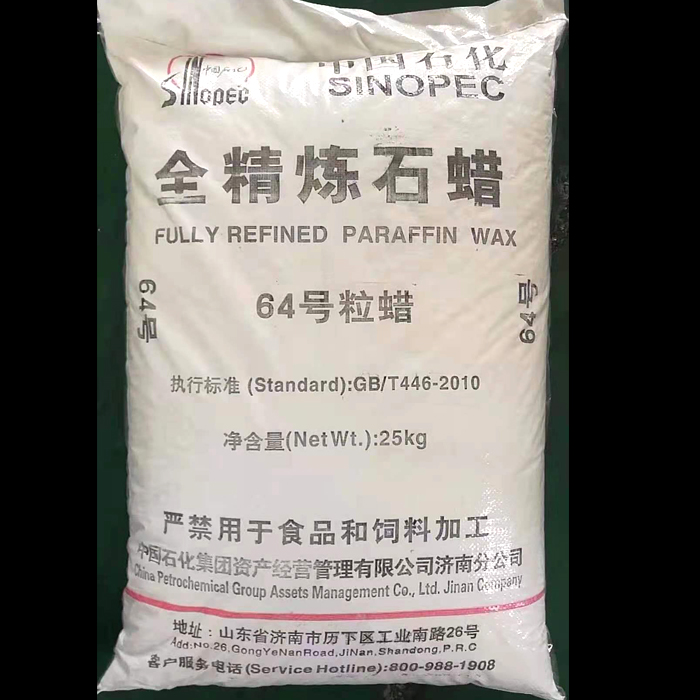 中国石化
SINOPEC
中国石化
SINOPEC
全精炼石蜡
FULLY REFINED PARAFFIN WAX
64号
64号粒蜡
64号
执行标准 (Standard):GB/T446-2010
净含量(Net Wt.):25kg
严禁用于食品和饲料加工
中国石化集团资产经营管理有限公司济南分公司
China Petrochemical Group Assets Management Co., Ltd. Jinan Company
地址：山东省济南市历下区工业南路26号
Add:No.26,GongYeNanRoad,JiNan,Shandong,P.R.C
客户服务电话(Service Hotline):800-988-1908